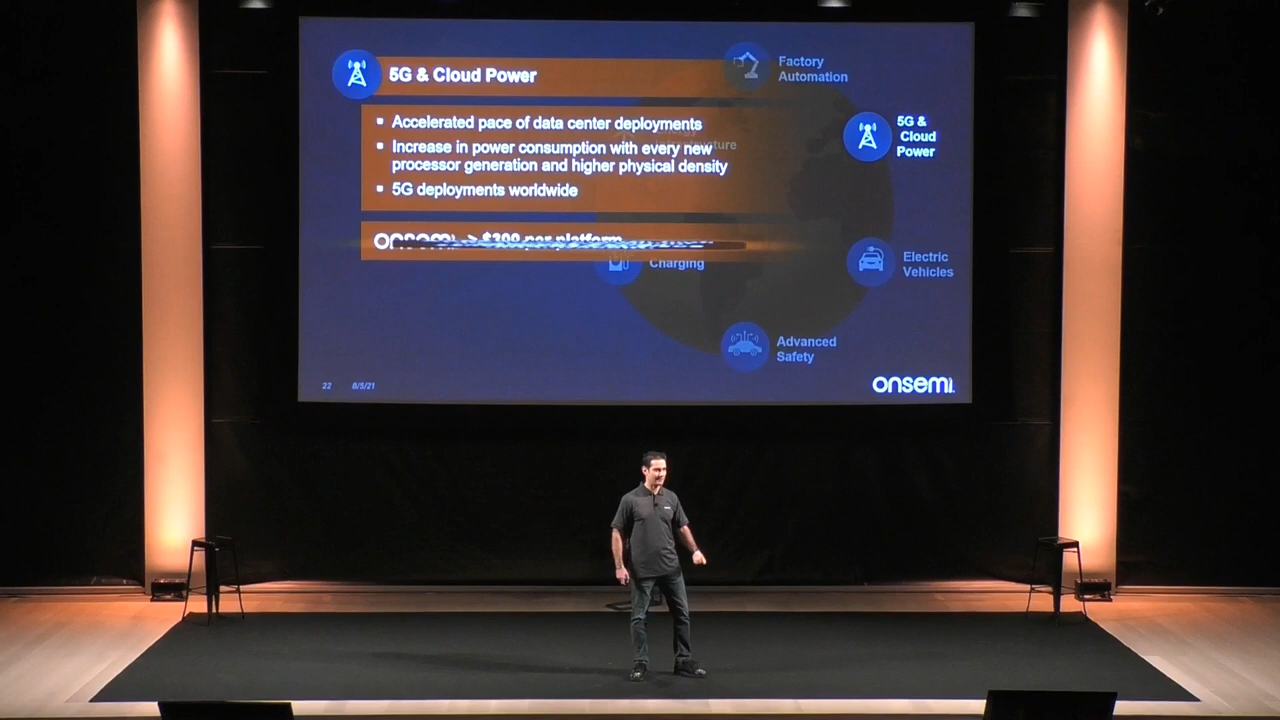 5G & Cloud Power
▪ Accelerated pace of data center deployments
▪ Increase in power consumption with every new
processor generation and higher physical density
▪ 5G deployments worldwide
onsemi
per platform
Factory
Automation
5G &
Cloud
Power
Electric
Vehicles
Charging
Advanced
Safety
22 8/5/21
onsemi